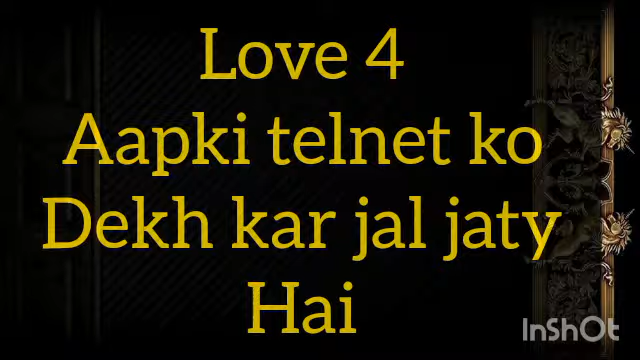 Love 4
Aapki telnet ko
Dekh kar jal jaty
Hai
InShOt